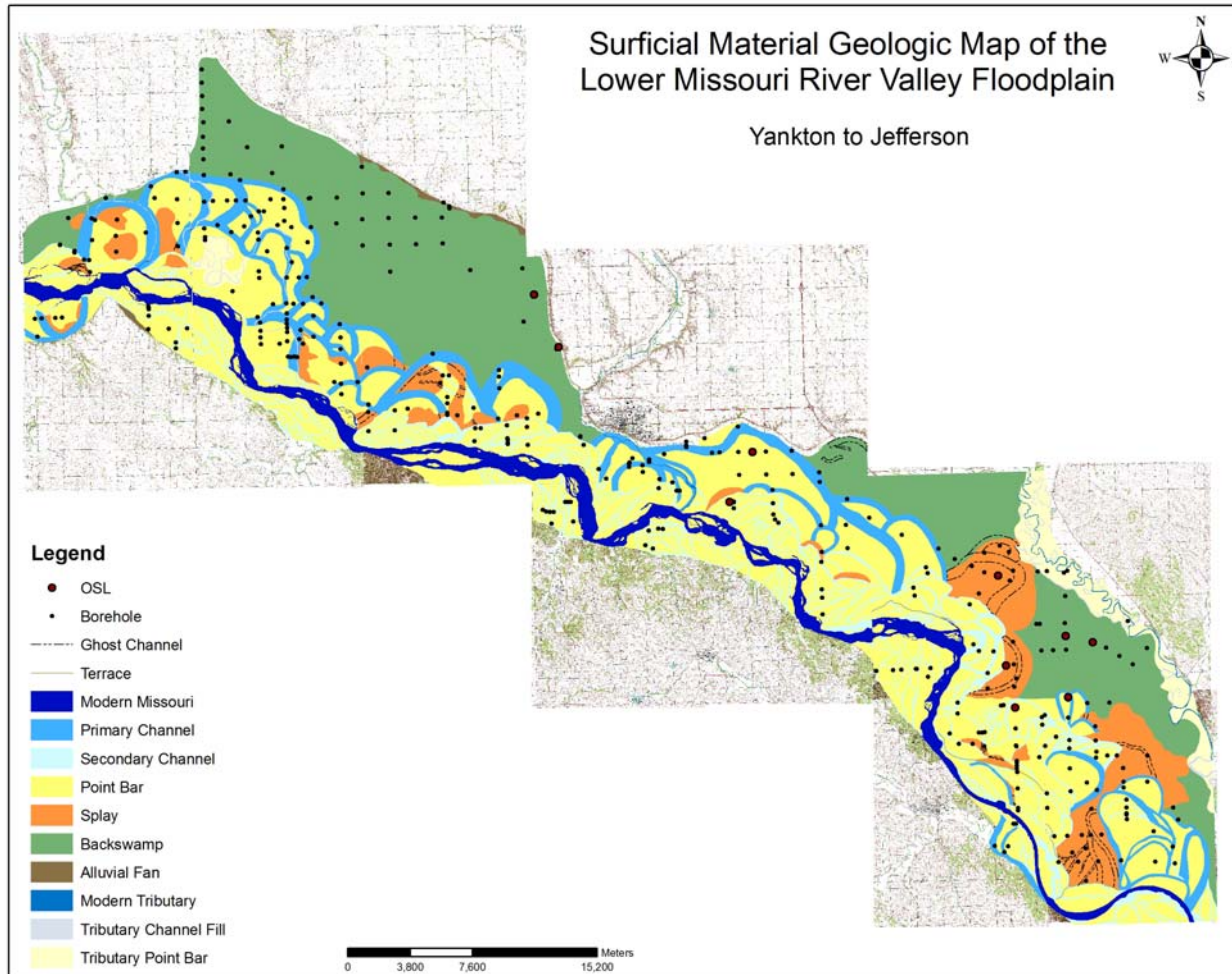 Surficial Material Geologic Map of the
Lower Missouri River Valley Floodplain
Yankton to Jefferson
N
W
E
S
Legend
OSL
Borehole
Ghost Channel
Terrace
Modern Missouri
Primary Channel
Secondary Channel
Point Bar
Splay
Backswamp
Alluvial Fan
Modern Tributary
Tributary Channel Fill
Tributary Point Bar
Meters
0 3,800 7,600 15,200